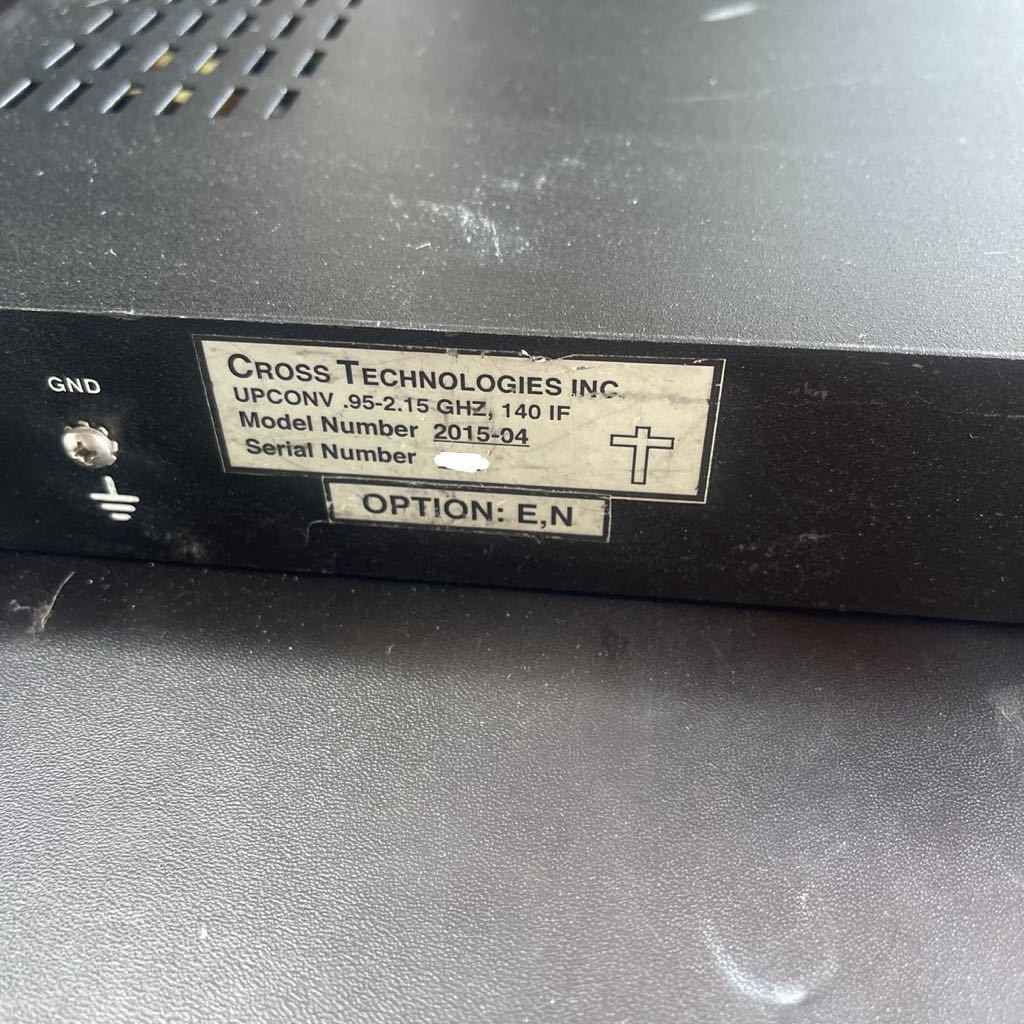 GND
CROSS TECHNOLOGIES INC.
UPCONV .95-2.15 GHZ, 140 IF
Model Number 2015-04
Serial Number
OPTION: E,N